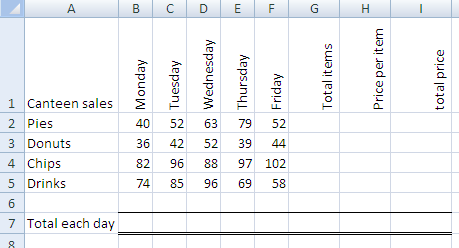 A B C D E F G H I
1 Canteen sales Monday Tuesday Wednesday Thursday Friday Total items Price per item total price
2 Pies 40 52 63 79 52
3 Donuts 36 42 52 39 44
4 Chips 82 96 88 97 102
5 Drinks 74 85 96 69 58
6
7 Total each day
8